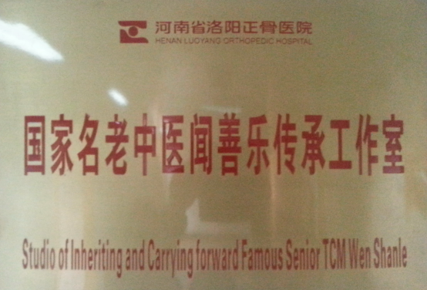 河南省洛阳正骨医院
HENAN LUOYANG ORTHOPEDIC HOSPITAL
国家名老中医闻善乐传承工作室
Studio of Inheriting and Carrying forward Famous Senior TCM Wen Shanle